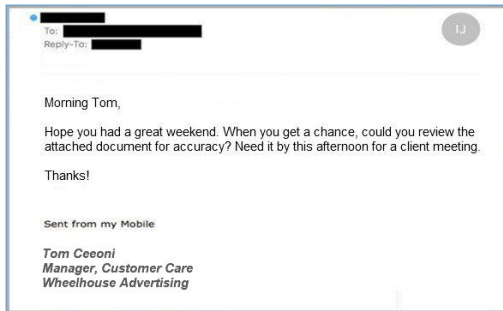 IJ
To:
Reply-To:
Morning Tom,
Hope you had a great weekend. When you get a chance, could you review the
attached document for accuracy? Need it by this afternoon for a client meeting.
Thanks!
Sent from my Mobile
Tom Ceeoni
Manager, Customer Care
Wheelhouse Advertising